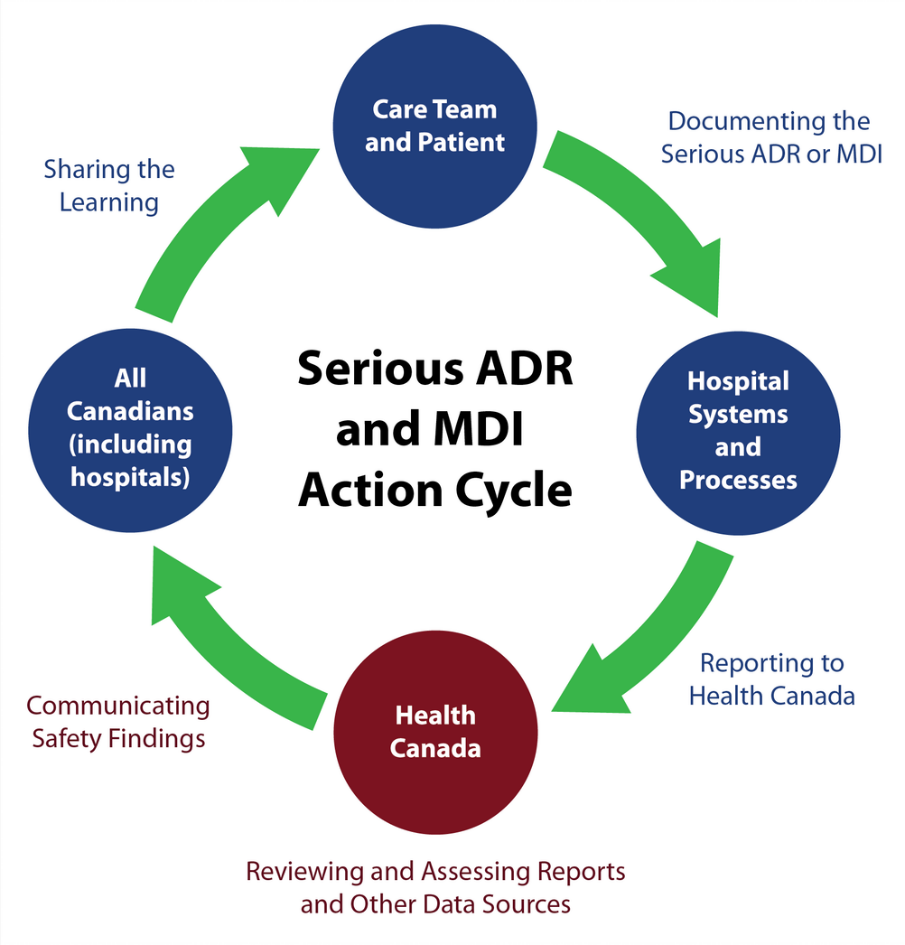 Care Team
and Patient
Documenting the
Serious ADR or MDI
Sharing the
Learning
Serious ADR
and MDI
Action Cycle
All
Canadians
(including
hospitals)
Hospital
Systems
and
Processes
Reporting to
Health Canada
Health
Canada
Communicating
Safety Findings
Reviewing and Assessing Reports
and Other Data Sources